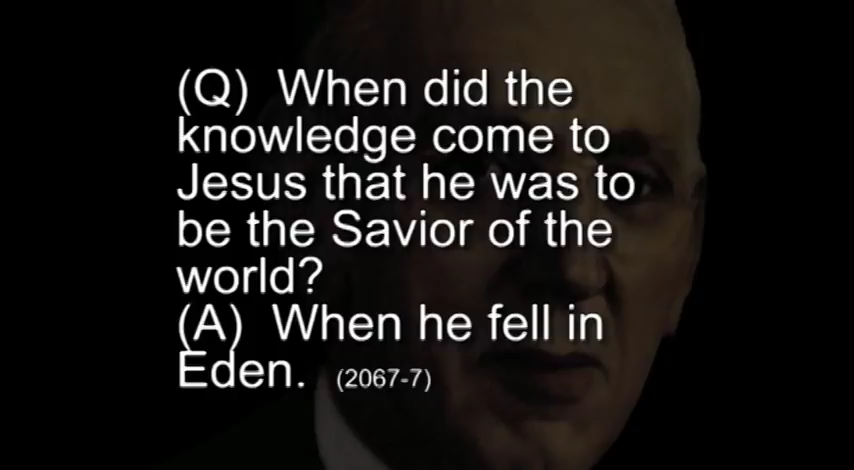 (Q)  When did the
knowledge come to
Jesus that he was to
be the Savior of the
world?
(A)  When he fell in
Eden.  (2067-7)